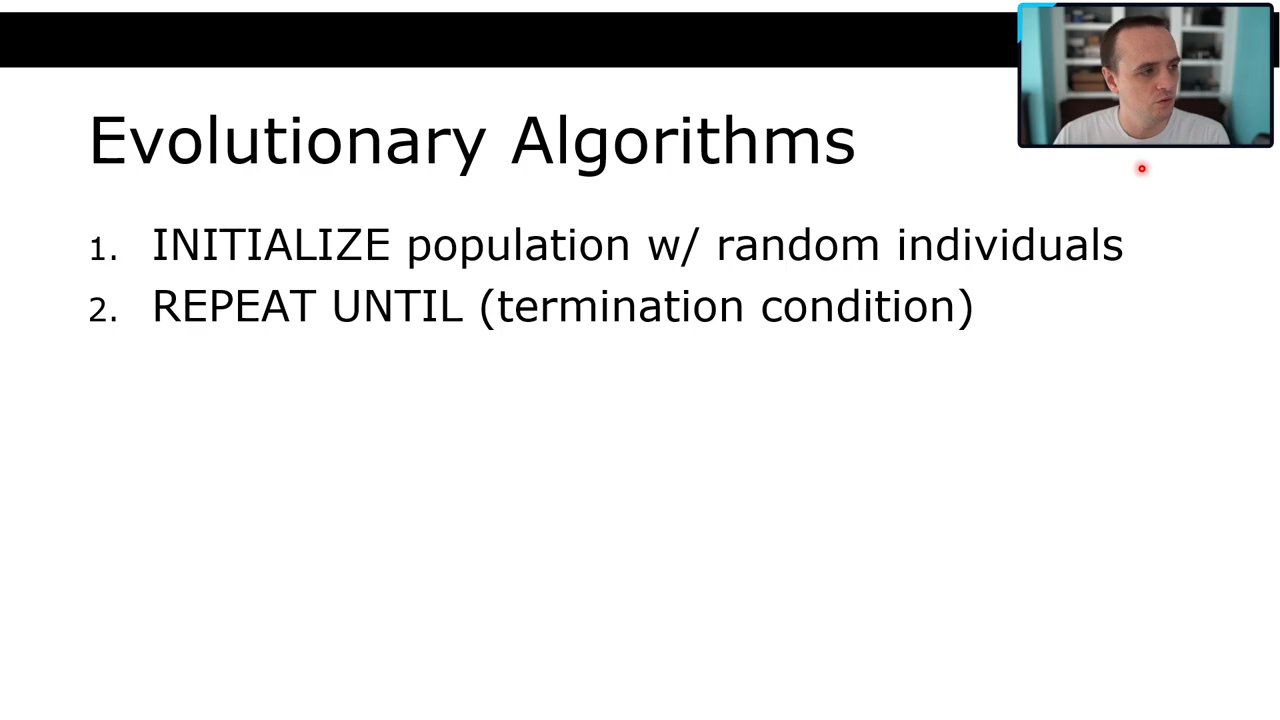 Evolutionary Algorithms
1. INITIALIZE population w/ random individuals
2. REPEAT UNTIL (termination condition)